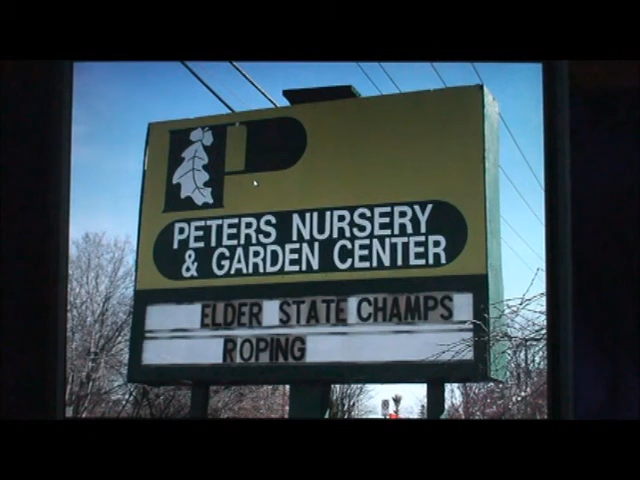 P
PETERS NURSERY
& GARDEN CENTER
ELDER STATE CHAMPS
ROPING